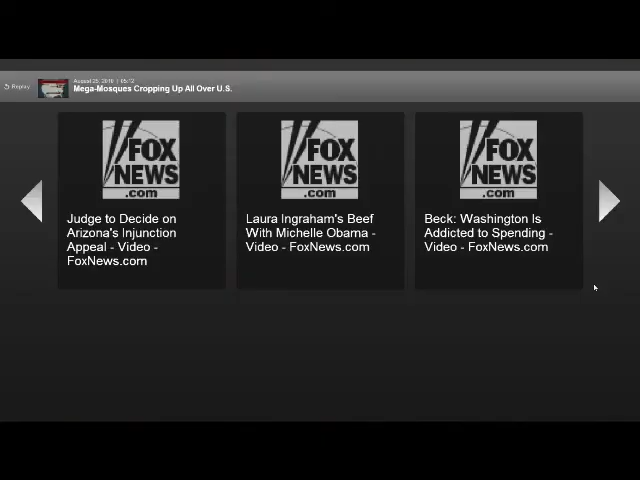 August 25, 2010 | 05:12
Replay
Mega-Mosques Cropping Up All Over U.S.
FOX
NEWS
.com
FOX
NEWS
.com
FOX
NEWS
.com
Judge to Decide on
Arizona's Injunction
Appeal - Video -
FoxNews.com
Laura Ingraham's Beef
With Michelle Obama -
Video - FoxNews.com
Beck: Washington Is
Addicted to Spending -
Video - FoxNews.com